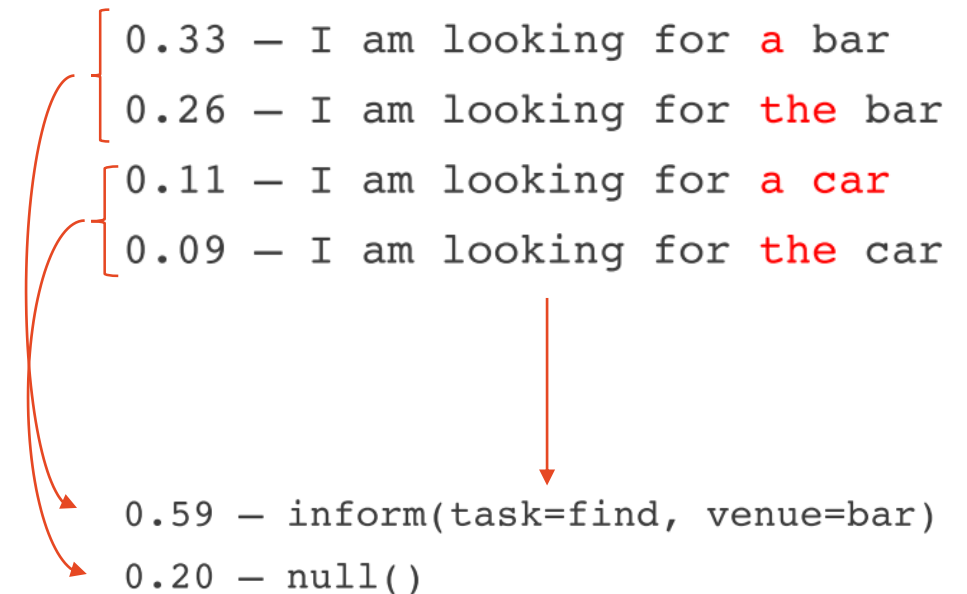 0.33 – I am looking for a bar
0.26 – I am looking for the bar
0.11 – I am looking for a car
0.09 – I am looking for the car
0.59 – inform(task=find, venue=bar)
0.20 – null()